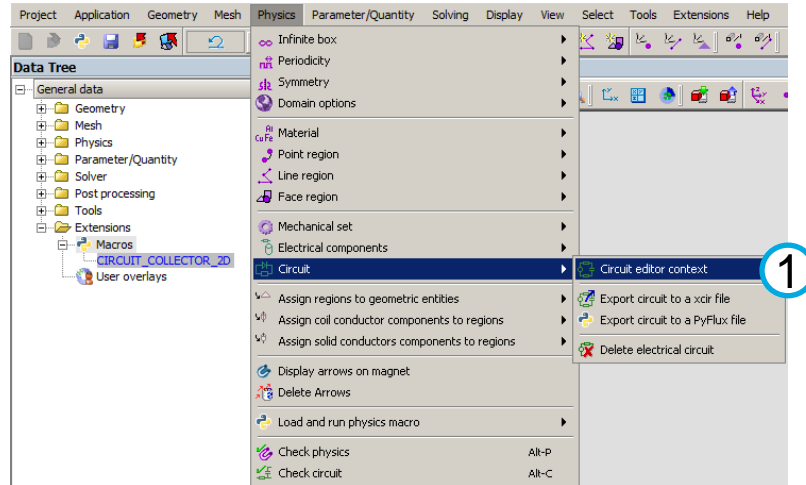 Project Application Geometry Mesh Physics Parameter/Quantity Solving Display View Select Tools Extensions Help
Data Tree
General data
Geometry
Mesh
Physics
Parameter/Quantity
Solver
Post processing
Tools
Extensions
Macros
CIRCUIT_COLLECTOR_2D
User overlays
Infinite box
Periodicity
Symmetry
Domain options
Material
Point region
Line region
Face region
Mechanical set
Electrical components
Circuit
Assign regions to geometric entities
Assign coil conductor components to regions
Assign solid conductors components to regions
Display arrows on magnet
Delete Arrows
Load and run physics macro
Check physics Alt-P
Check circuit Alt-C
Circuit editor context
Export circuit to a xcir file
Export circuit to a PyFlux file
Delete electrical circuit
1